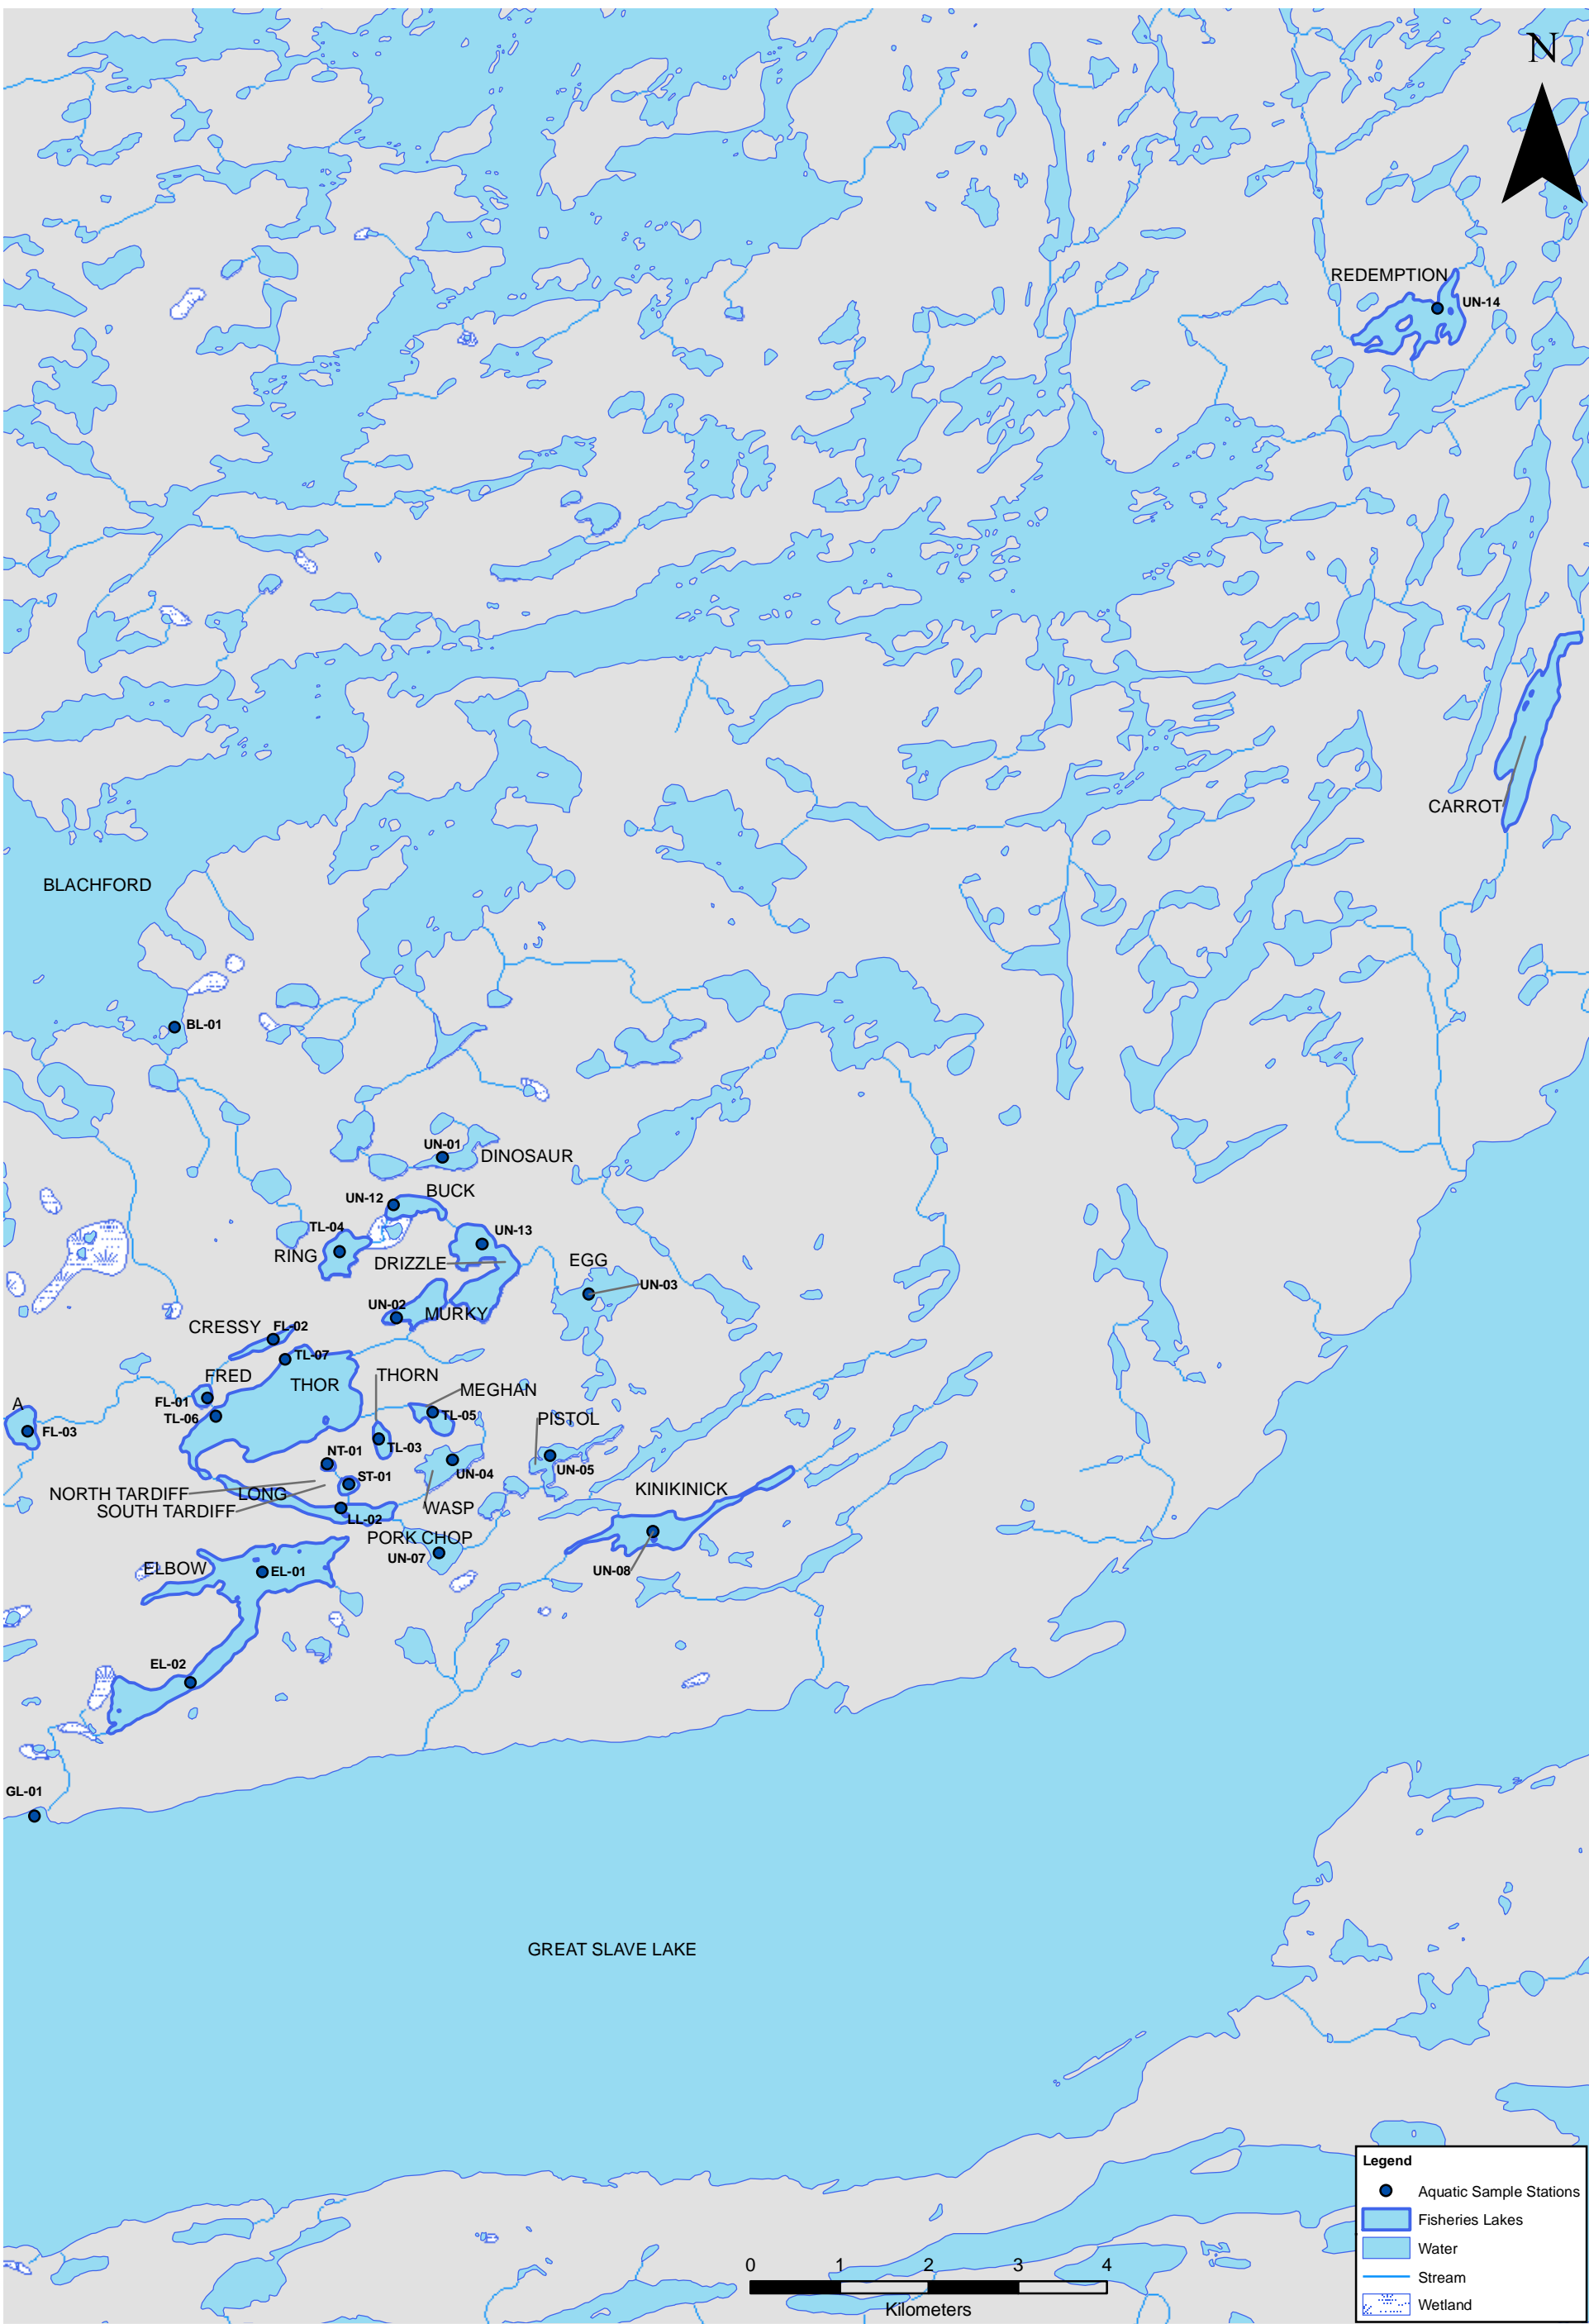 N
REDEMPTION
UN-14
CARROT
BLACHFORD
BL-01
UN-01
DINOSAUR
BUCK
UN-12
TL-04
UN-13
RING
DRIZZLE
EGG
UN-03
UN-02
MURKY
CRESSY
FL-02
TL-07
FRED
THOR
THORN
MEGHAN
FL-01
TL-06
A
FL-03
TL-05
PISTOL
TL-03
NT-01
UN-04
UN-05
ST-01
NORTH TARDIFF
LONG
SOUTH TARDIFF
KINIKINICK
WASP
LL-02
PORK CHOP
UN-07
UN-08
ELBOW
EL-01
EL-02
GL-01
GREAT SLAVE LAKE
Legend
Aquatic Sample Stations
Fisheries Lakes
Water
Stream
Wetland
0 1 2 3 4
Kilometers